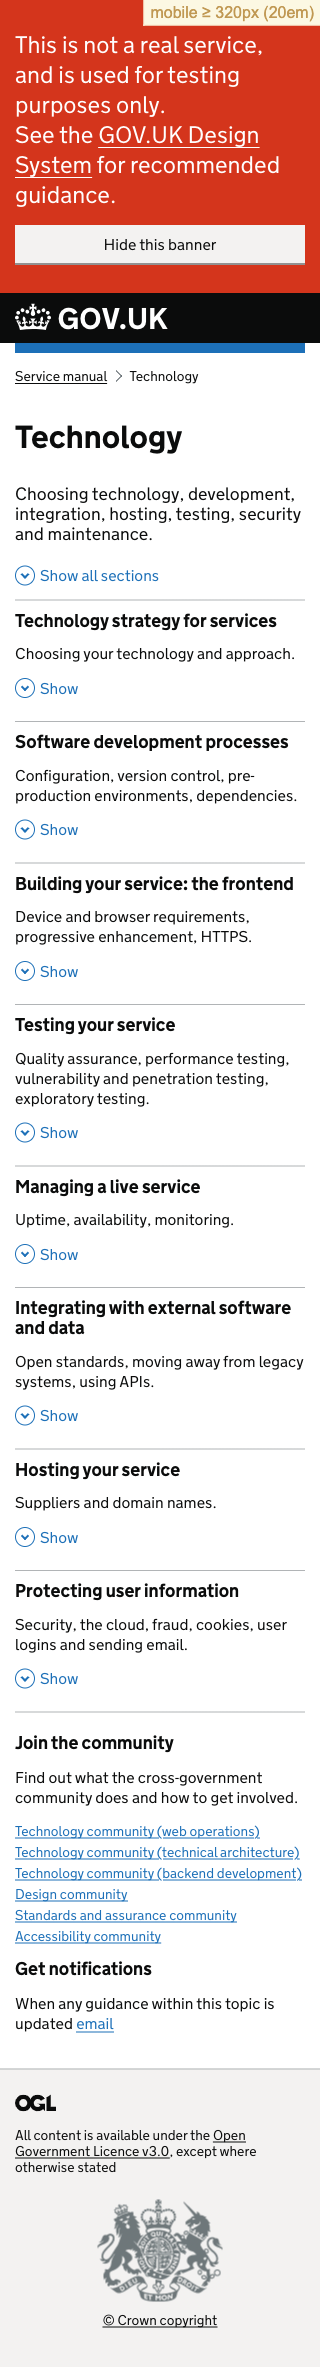 mobile ≥ 320px (20em)
This is not a real service,
and is used for testing
purposes only.
See the GOV.UK Design
System for recommended
guidance.
Hide this banner
GOV.UK
Service manual
Technology
Technology
Choosing technology, development,
integration, hosting, testing, security
and maintenance.
Show all sections
Technology strategy for services
Choosing your technology and approach.
Show
Software development processes
Configuration, version control, pre-
production environments, dependencies.
Show
Building your service: the frontend
Device and browser requirements,
progressive enhancement, HTTPS.
Show
Testing your service
Quality assurance, performance testing,
vulnerability and penetration testing,
exploratory testing.
Show
Managing a live service
Uptime, availability, monitoring.
Show
Integrating with external software
and data
Open standards, moving away from legacy
systems, using APIs.
Show
Hosting your service
Suppliers and domain names.
Show
Protecting user information
Security, the cloud, fraud, cookies, user
logins and sending email.
Show
Join the community
Find out what the cross-government
community does and how to get involved.
Technology community (web operations)
Technology community (technical architecture)
Technology community (backend development)
Design community
Standards and assurance community
Accessibility community
Get notifications
When any guidance within this topic is
updated email
OGL
All content is available under the Open
Government Licence v3.0, except where
otherwise stated
© Crown copyright